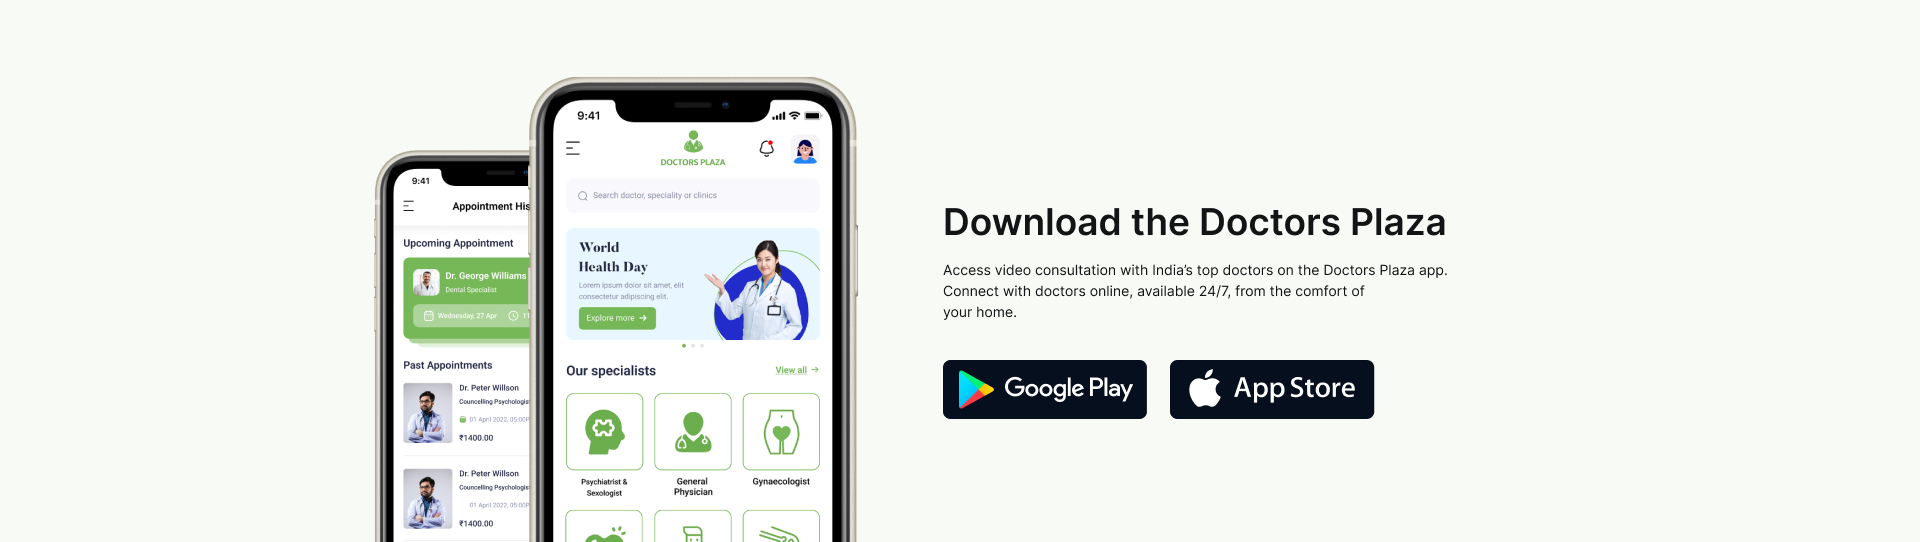 9:41
Appointment His
Upcoming Appointment
Dr. George Williams
Dental Specialist
Wednesday, 27 Apr
11
Past Appointments
Dr. Peter Willson
Councelling Psychologist
01 April 2022, 05:00P
₹1400.00
Dr. Peter Willson
Councelling Psychologist
01 April 2022, 05:00P
₹1400.00
9:41
DOCTORS PLAZA
Search doctor, speciality or clinics
World
Health Day
Lorem ipsum dolor sit amet, elit
consectetur adipiscing elit.
Explore more →
Our specialists
View all →
Psychiatrist &
Sexologist
General
Physician
Gynaecologist
Download the Doctors Plaza
Access video consultation with India’s top doctors on the Doctors Plaza app.
Connect with doctors online, available 24/7, from the comfort of
your home.
Google Play
App Store